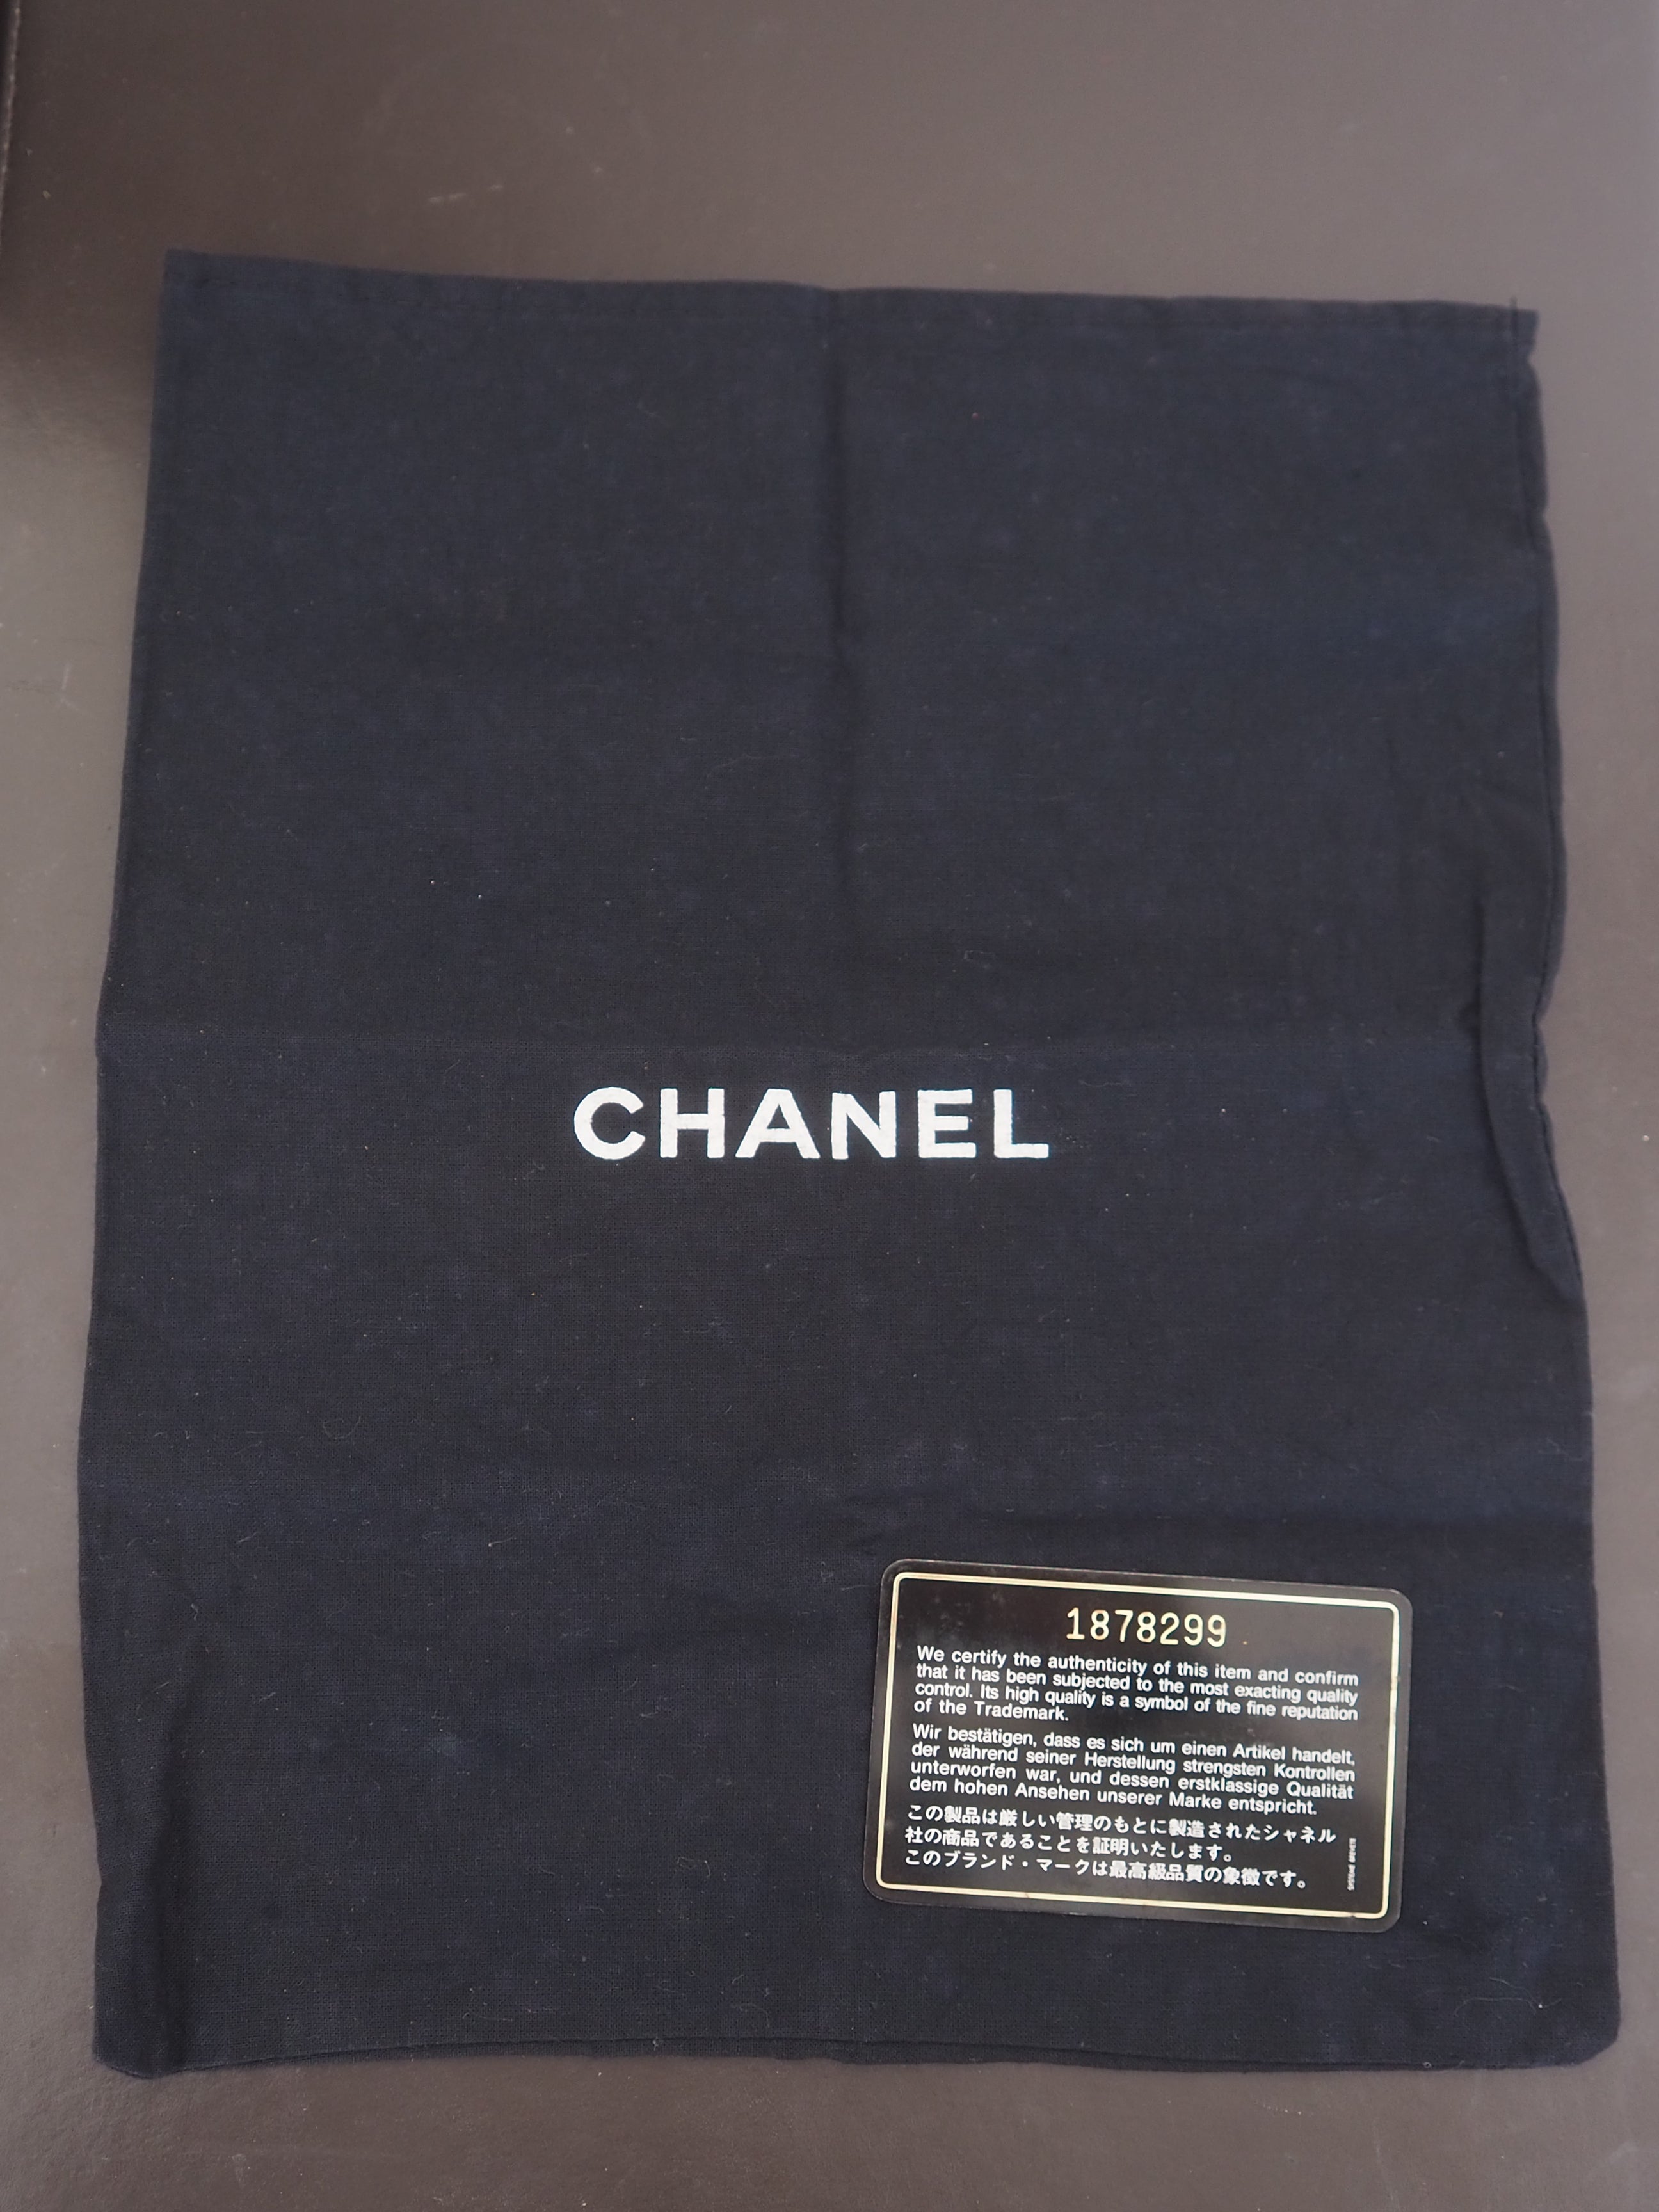 CHANEL
1878299
We certify the authenticity of this item and confirm
that it has been subjected to the most exacting quality
control. Its high quality is a symbol of the fine reputation
of the Trademark.
Wir bestätigen, dass es sich um einen Artikel handelt,
der während seiner Herstellung strengsten Kontrollen
unterworfen war, und dessen erstklassige Qualität
dem hohen Ansehen unserer Marke entspricht.
この製品は厳しい管理のもとに製造されたシャネル
社の商品であることを証明いたします。
このブランド・マークは最高級品質の象徴です。